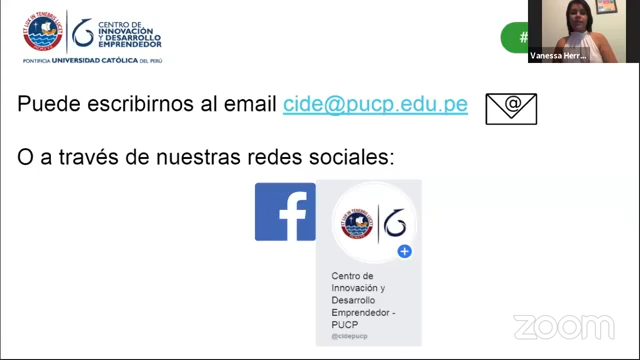 CENTRO DE
INNOVACIÓN
Y DESARROLLO
EMPRENDEDOR
PONTIFICIA UNIVERSIDAD CATÓLICA DEL PERÚ
#
Vanessa Herr...
Puede escribirnos al email cide@pucp.edu.pe
@
O a través de nuestras redes sociales:
f
Centro de
Innovación y
Desarrollo
Emprendedor -
PUCP
@cidepucp
zoom